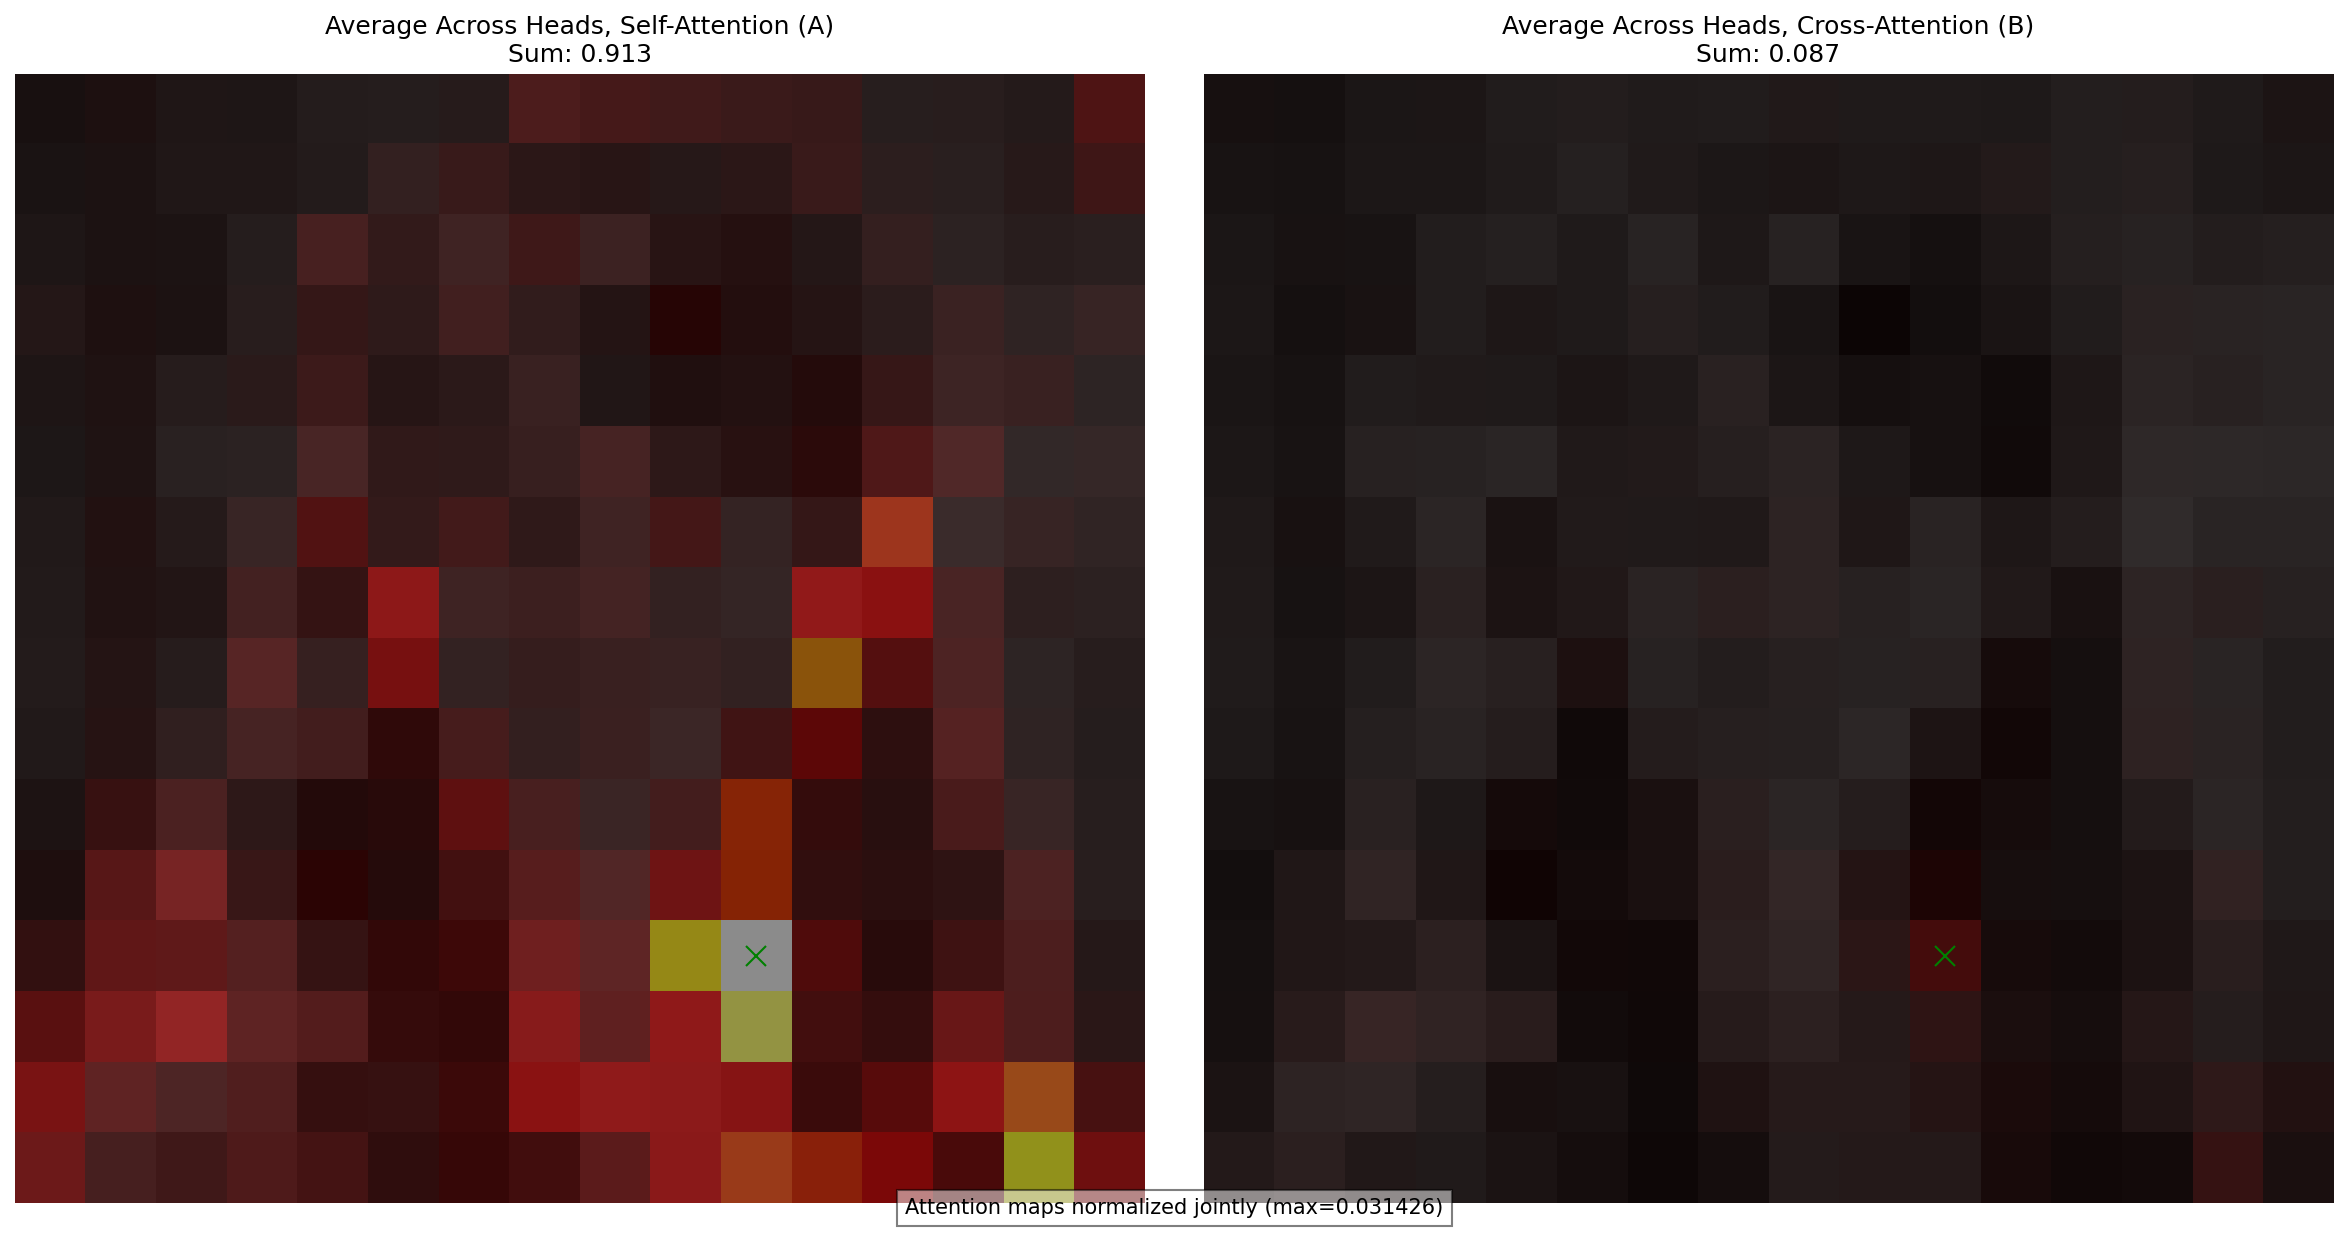 Average Across Heads, Self-Attention (A)
Sum: 0.913
Average Across Heads, Cross-Attention (B)
Sum: 0.087
Attention maps normalized jointly (max=0.031426)